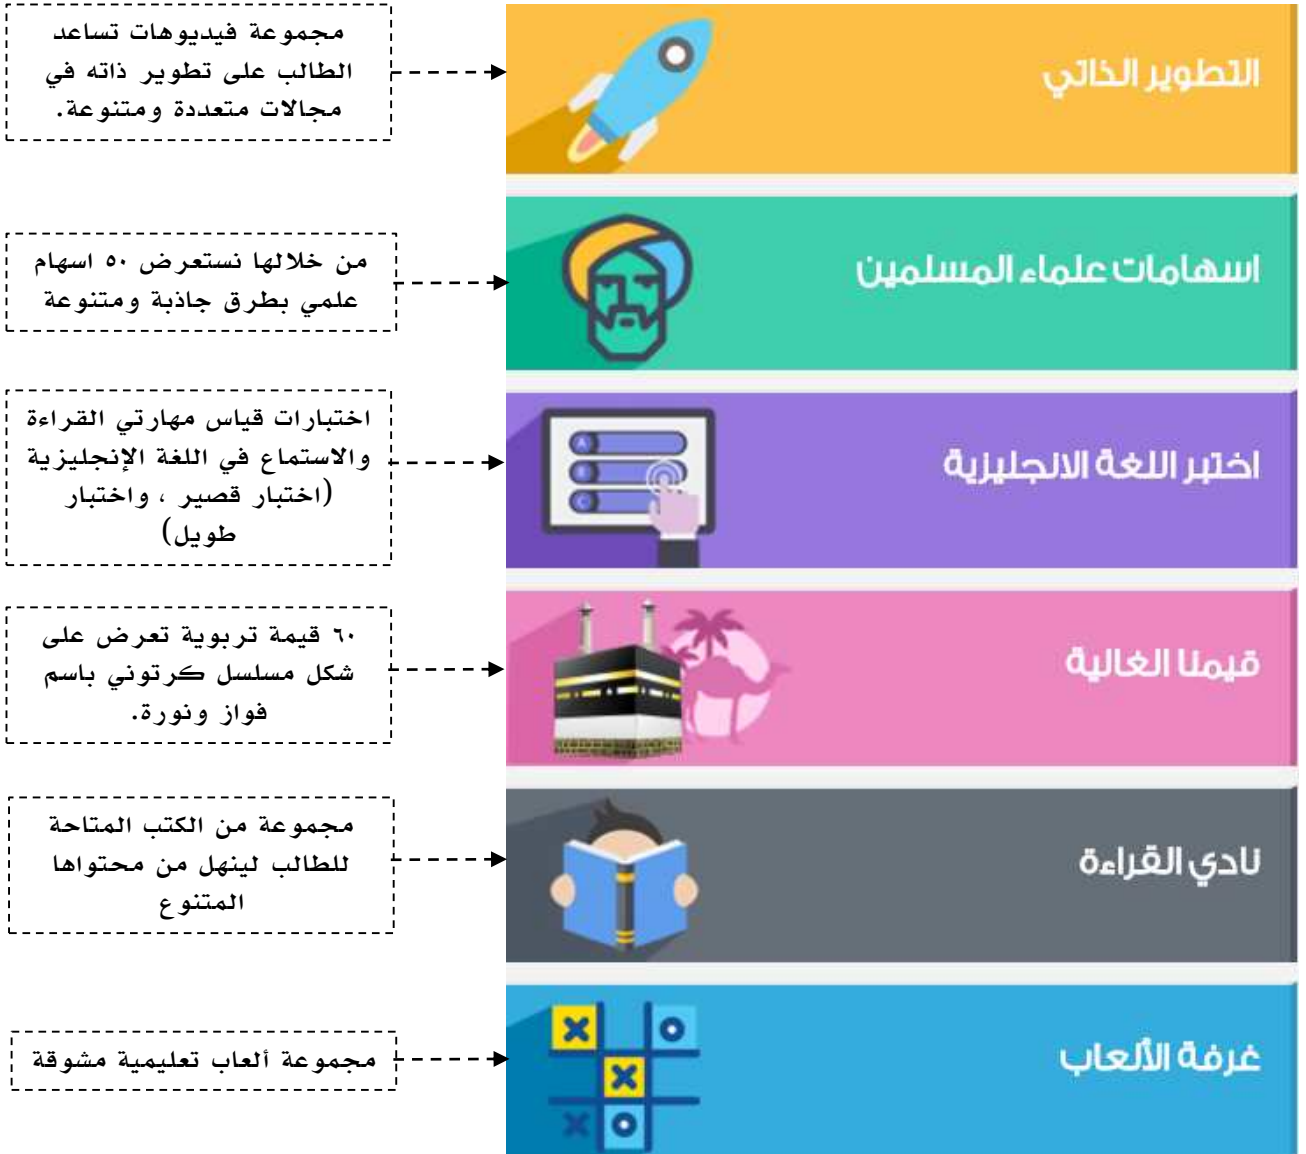 التطوير الذاتي
مجموعة فيديوهات تساعد
الطالب على تطوير ذاته في
مجالات متعددة ومتنوعة.
اسهامات علماء المسلمين
من خلالها نستعرض ٥٠ اسهام
علمي بطرق جاذبة ومتنوعة
اختبر اللغة الانجليزية
A
B
C
اختبارات قياس مهارتي القراءة
والاستماع في اللغة الإنجليزية
(اختبار قصير ، واختبار
طويل)
قيمنا الغالية
٦٠ قيمة تربوية تعرض على
شكل مسلسل كرتوني باسم
فواز ونورة.
نادي القراءة
مجموعة من الكتب المتاحة
للطالب لينهل من محتواها
المتنوع
غرفة الألعاب
مجموعة ألعاب تعليمية مشوقة